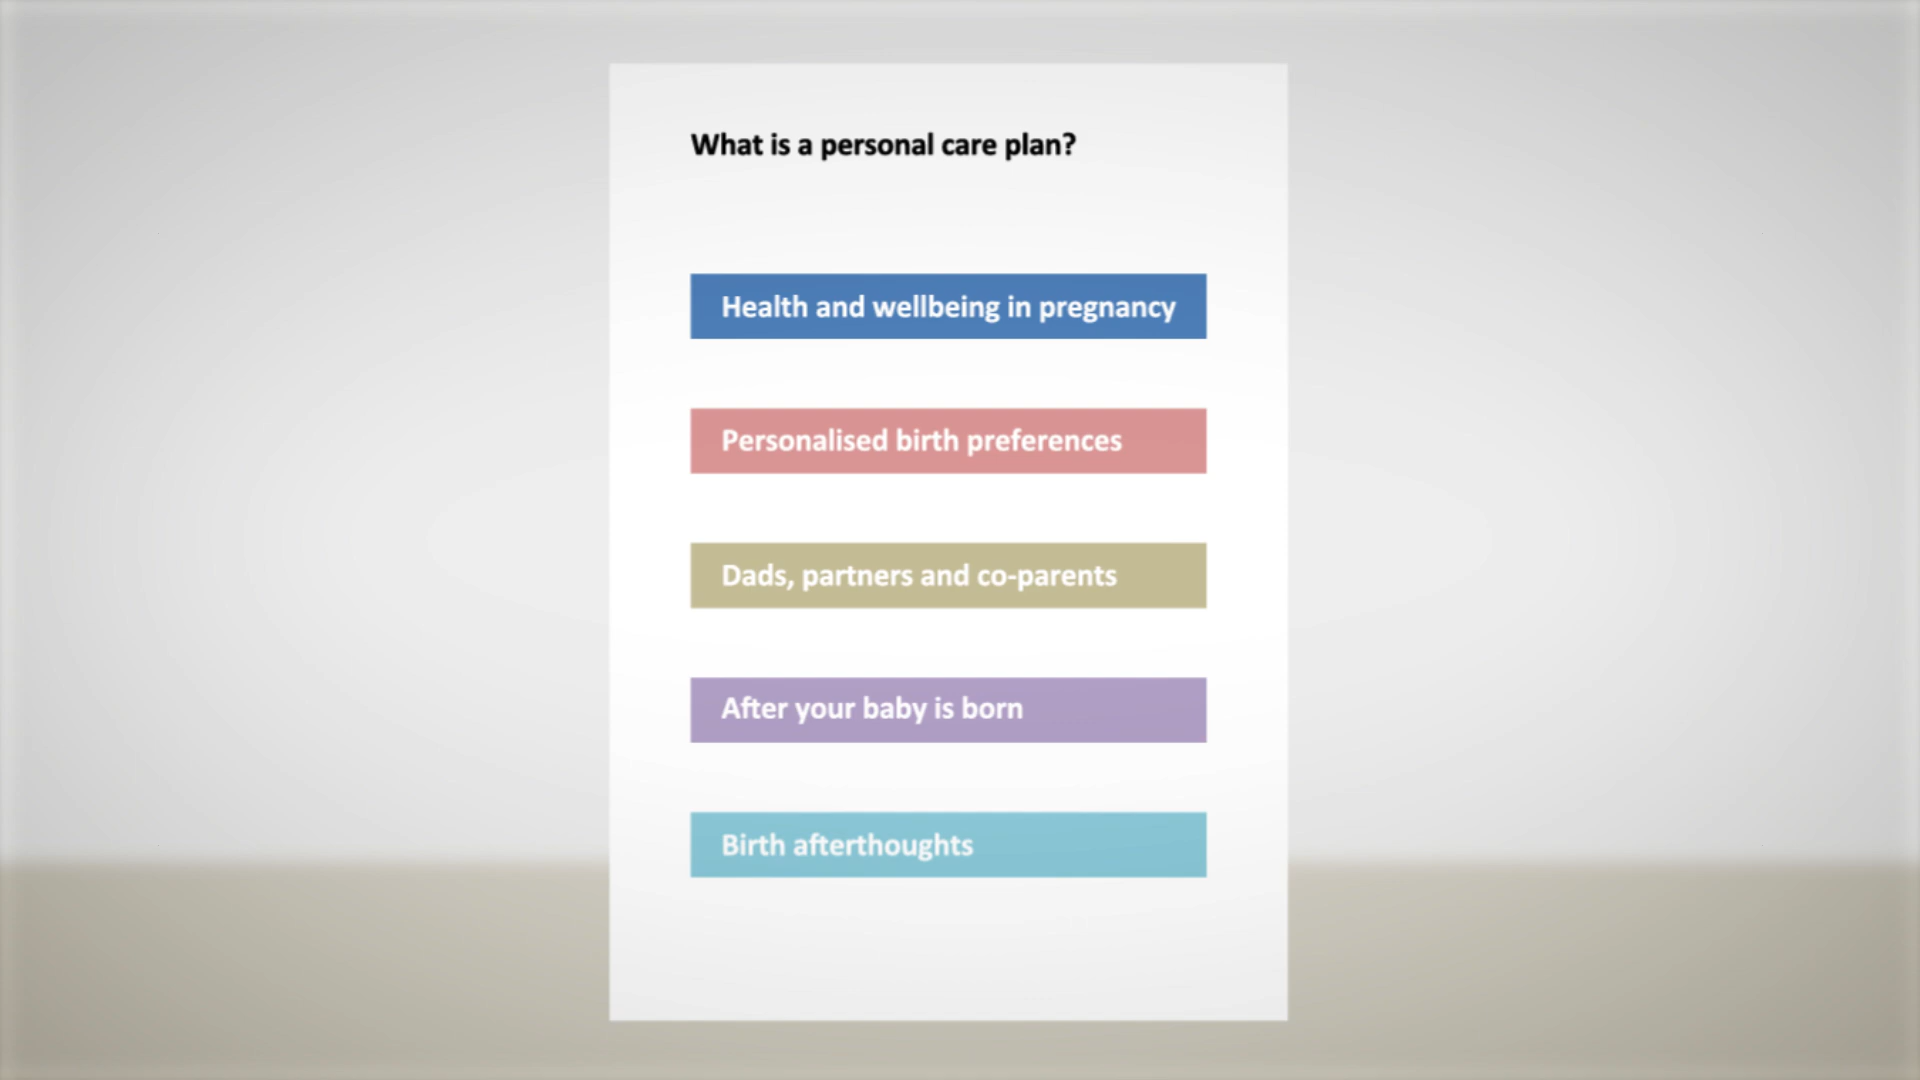 What is a personal care plan?
Health and wellbeing in pregnancy
Personalised birth preferences
Dads, partners and co-parents
After your baby is born
Birth afterthoughts